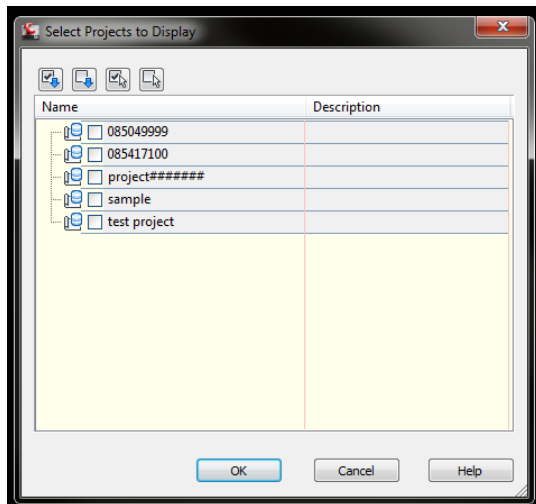 Select Projects to Display
Name Description
085049999
085417100
project#######
sample
test project
OK Cancel Help